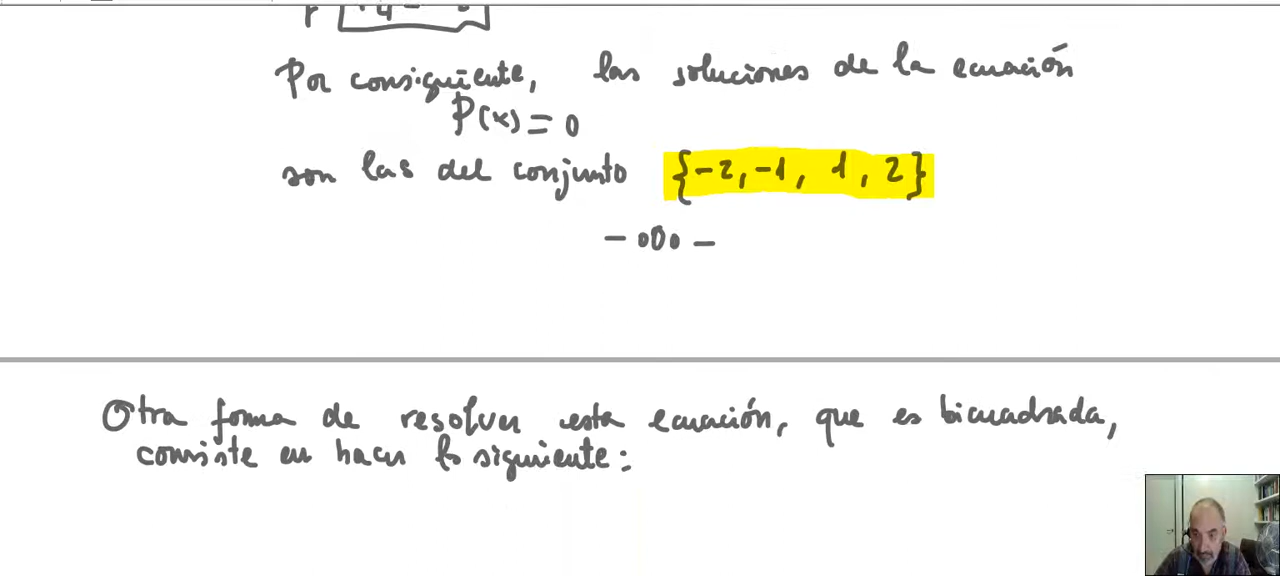 Por consiguiente, las soluciones de la ecuación
P(x) = 0
son las del conjunto {-2, -1, 1, 2}
- o0o -
Otra forma de resolver esta ecuación, que es bicuadrada,
consiste en hacer lo siguiente: